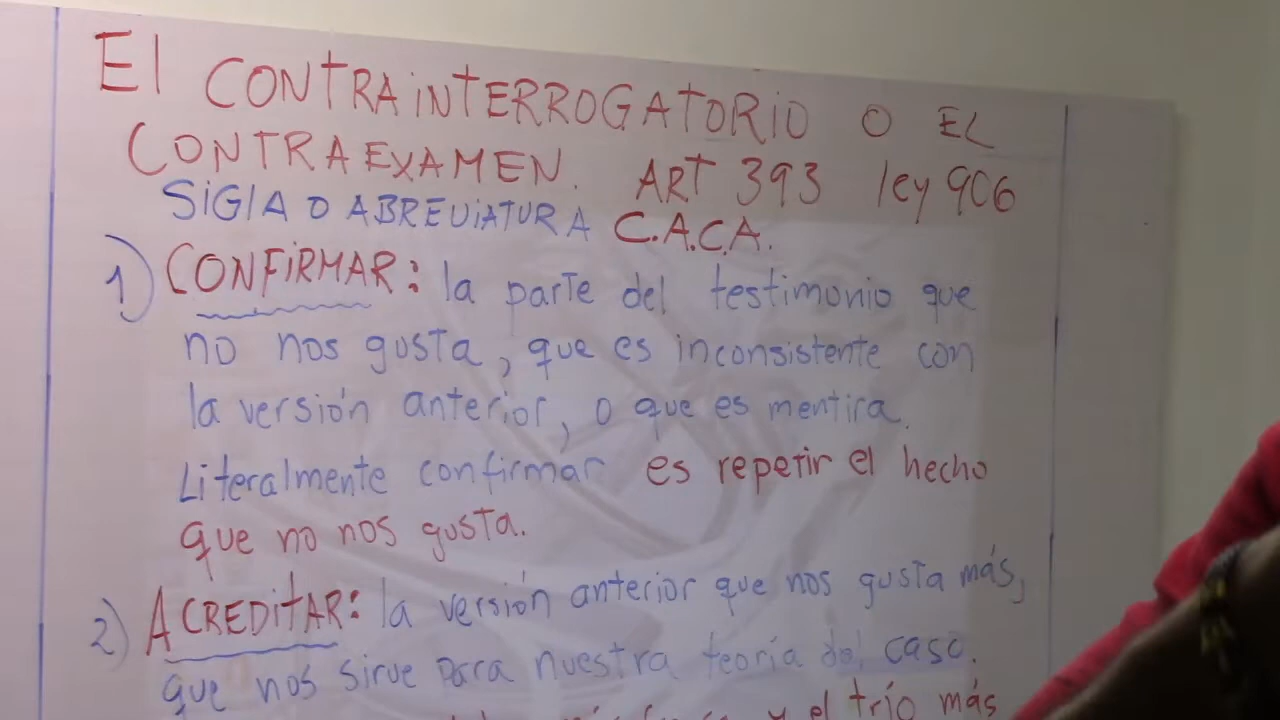 El CONTRAINTERROGATORIO O EL
CONTRAEXAMEN. ART 393 ley 906
SIGLA O ABREVIATURA C.A.C.A.
1) CONFIRMAR: la parte del testimonio que
no nos gusta, que es inconsistente con
la versión anterior, o que es mentira.
Literalmente confirmar es repetir el hecho
que no nos gusta.
2) ACREDITAR: la versión anterior que nos gusta más,
que nos sirve para nuestra teoría del caso.
y el trío más